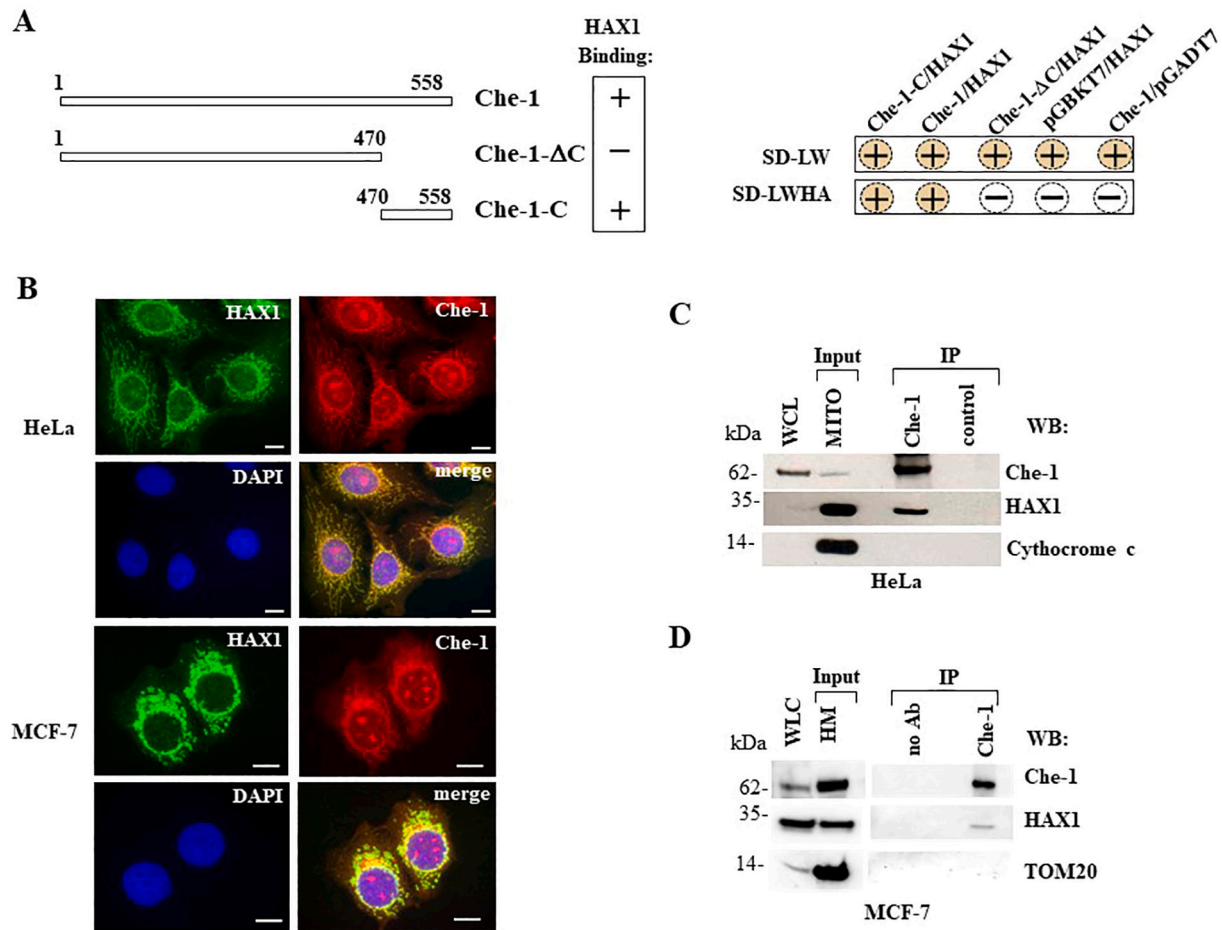 A
HAX1
Binding:
1 558 Che-1 +
1 470 Che-1-ΔC −
470 558 Che-1-C +
Che-1-C/HAX1
Che-1/HAX1
Che-1-ΔC/HAX1
pGBKT7/HAX1
Che-1/pGADT7
SD-LW + + + + +
SD-LWHA + + − − −
B
HeLa
HAX1 Che-1
DAPI merge
MCF-7
HAX1 Che-1
DAPI merge
C
Input IP
kDa WCL MITO Che-1 control WB:
62- Che-1
35- HAX1
14- Cythocrome c
HeLa
D
Input IP
kDa WLC HM no Ab Che-1 WB:
62- Che-1
35- HAX1
14- TOM20
MCF-7